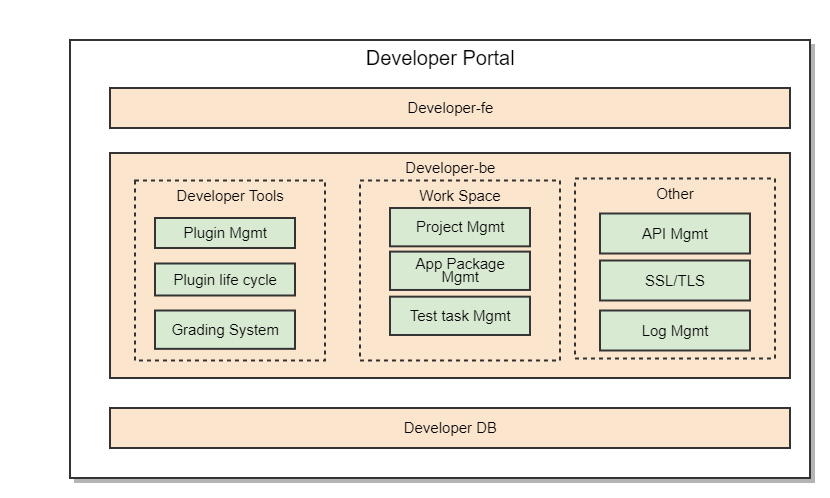 Developer Portal
Developer-fe
Developer-be
Developer Tools
Plugin Mgmt
Plugin life cycle
Grading System
Work Space
Project Mgmt
App Package
Mgmt
Test task Mgmt
Other
API Mgmt
SSL/TLS
Log Mgmt
Developer DB